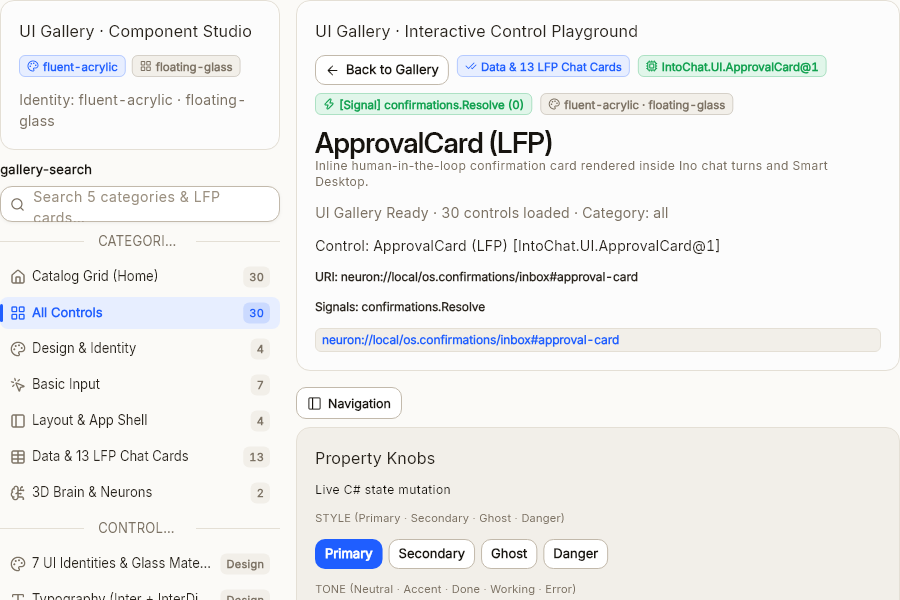 UI Gallery · Component Studio
fluent-acrylic
floating-glass
Identity: fluent-acrylic · floating-
glass
gallery-search
Search 5 categories & LFP
cards...
CATEGORI...
Catalog Grid (Home)
30
All Controls
30
Design & Identity
4
Basic Input
7
Layout & App Shell
4
Data & 13 LFP Chat Cards
13
3D Brain & Neurons
2
CONTROL...
7 UI Identities & Glass Mate...
Design
Typography (Inter + InterDi...
Design
UI Gallery · Interactive Control Playground
Back to Gallery
Data & 13 LFP Chat Cards
IntoChat.UI.ApprovalCard@1
[Signal] confirmations.Resolve (0)
fluent-acrylic · floating-glass
ApprovalCard (LFP)
Inline human-in-the-loop confirmation card rendered inside Ino chat turns and Smart
Desktop.
UI Gallery Ready · 30 controls loaded · Category: all
Control: ApprovalCard (LFP) [IntoChat.UI.ApprovalCard@1]
URI: neuron://local/os.confirmations/inbox#approval-card
Signals: confirmations.Resolve
neuron://local/os.confirmations/inbox#approval-card
Navigation
Property Knobs
Live C# state mutation
STYLE (Primary · Secondary · Ghost · Danger)
Primary
Secondary
Ghost
Danger
TONE (Neutral · Accent · Done · Working · Error)